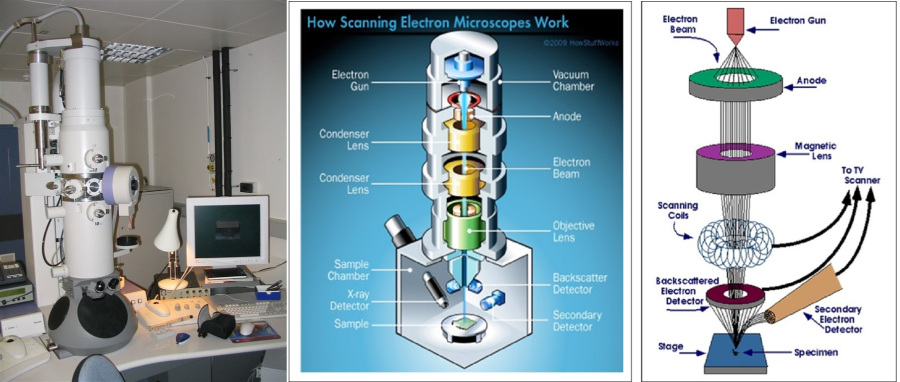 How Scanning Electron Microscopes Work
©2009 HowStuffWorks
Electron
Gun
Vacuum
Chamber
Anode
Condenser
Lens
Electron
Beam
Condenser
Lens
Objective
Lens
Sample
Chamber
Backscatter
Detector
X-ray
Detector
Secondary
Detector
Sample
Electron
Beam
Electron Gun
Anode
Magnetic
Lens
To TV
Scanner
Scanning
Coils
Backscattered
Electron
Detector
Secondary
Electron
Detector
Stage
Specimen